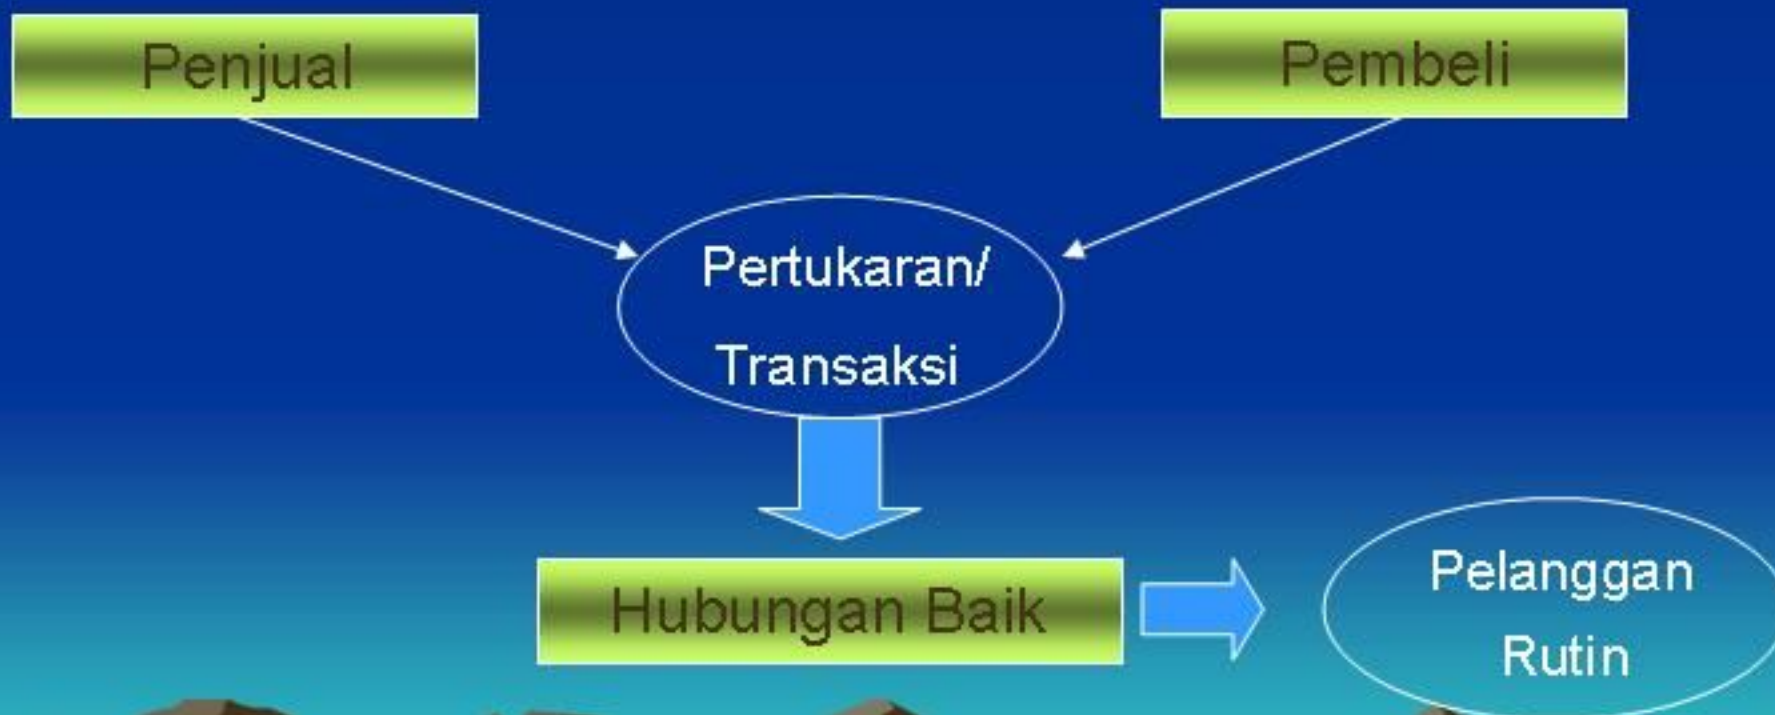 Penjual
Pembeli
Pertukaran/
Transaksi
Hubungan Baik
Pelanggan
Rutin